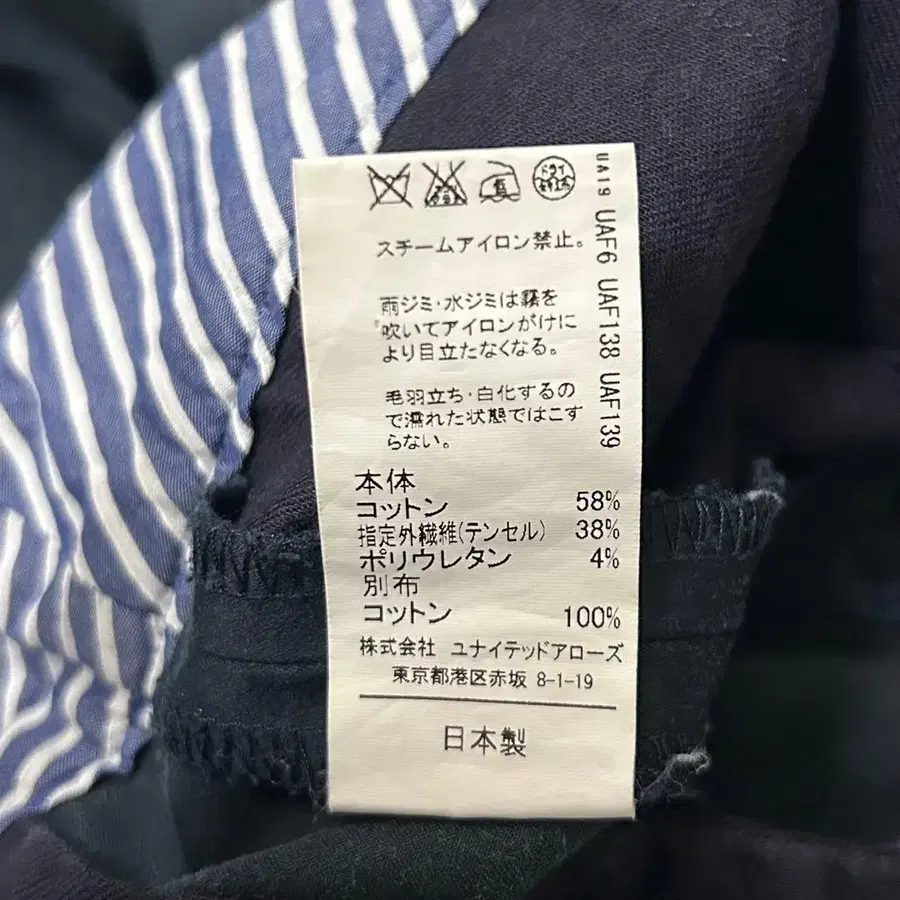 スチームアイロン禁止。
雨ジミ・水ジミは霧を
吹いてアイロンがけに
より目立たなくなる。
毛羽立ち・白化するの
で濡れた状態ではこす
らない。
本体
コットン 58%
指定外繊維(テンセル) 38%
ポリウレタン 4%
別布
コットン 100%
株式会社 ユナイテッドアローズ
東京都港区赤坂 8-1-19
日本製
UA19 UAF6 UAF138 UAF139